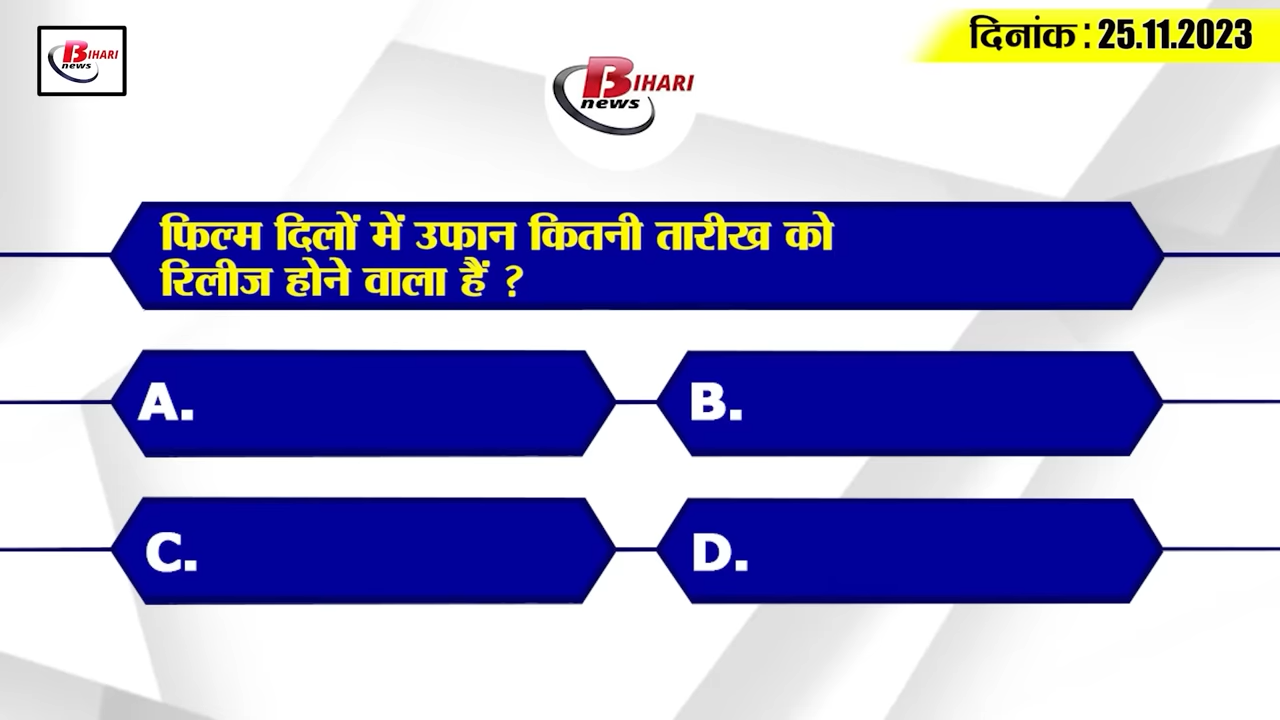 BIHARI
news
दिनांक : 25.11.2023
BIHARI
news
फिल्म दिलों में उफान कितनी तारीख को
रिलीज होने वाला हैं ?
A.
B.
C.
D.